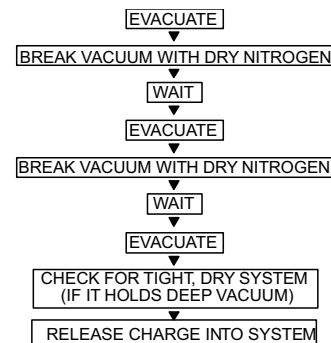 EVACUATE
BREAK VACUUM WITH DRY NITROGEN
WAIT
EVACUATE
BREAK VACUUM WITH DRY NITROGEN
WAIT
EVACUATE
CHECK FOR TIGHT, DRY SYSTEM
(IF IT HOLDS DEEP VACUUM)
RELEASE CHARGE INTO SYSTEM